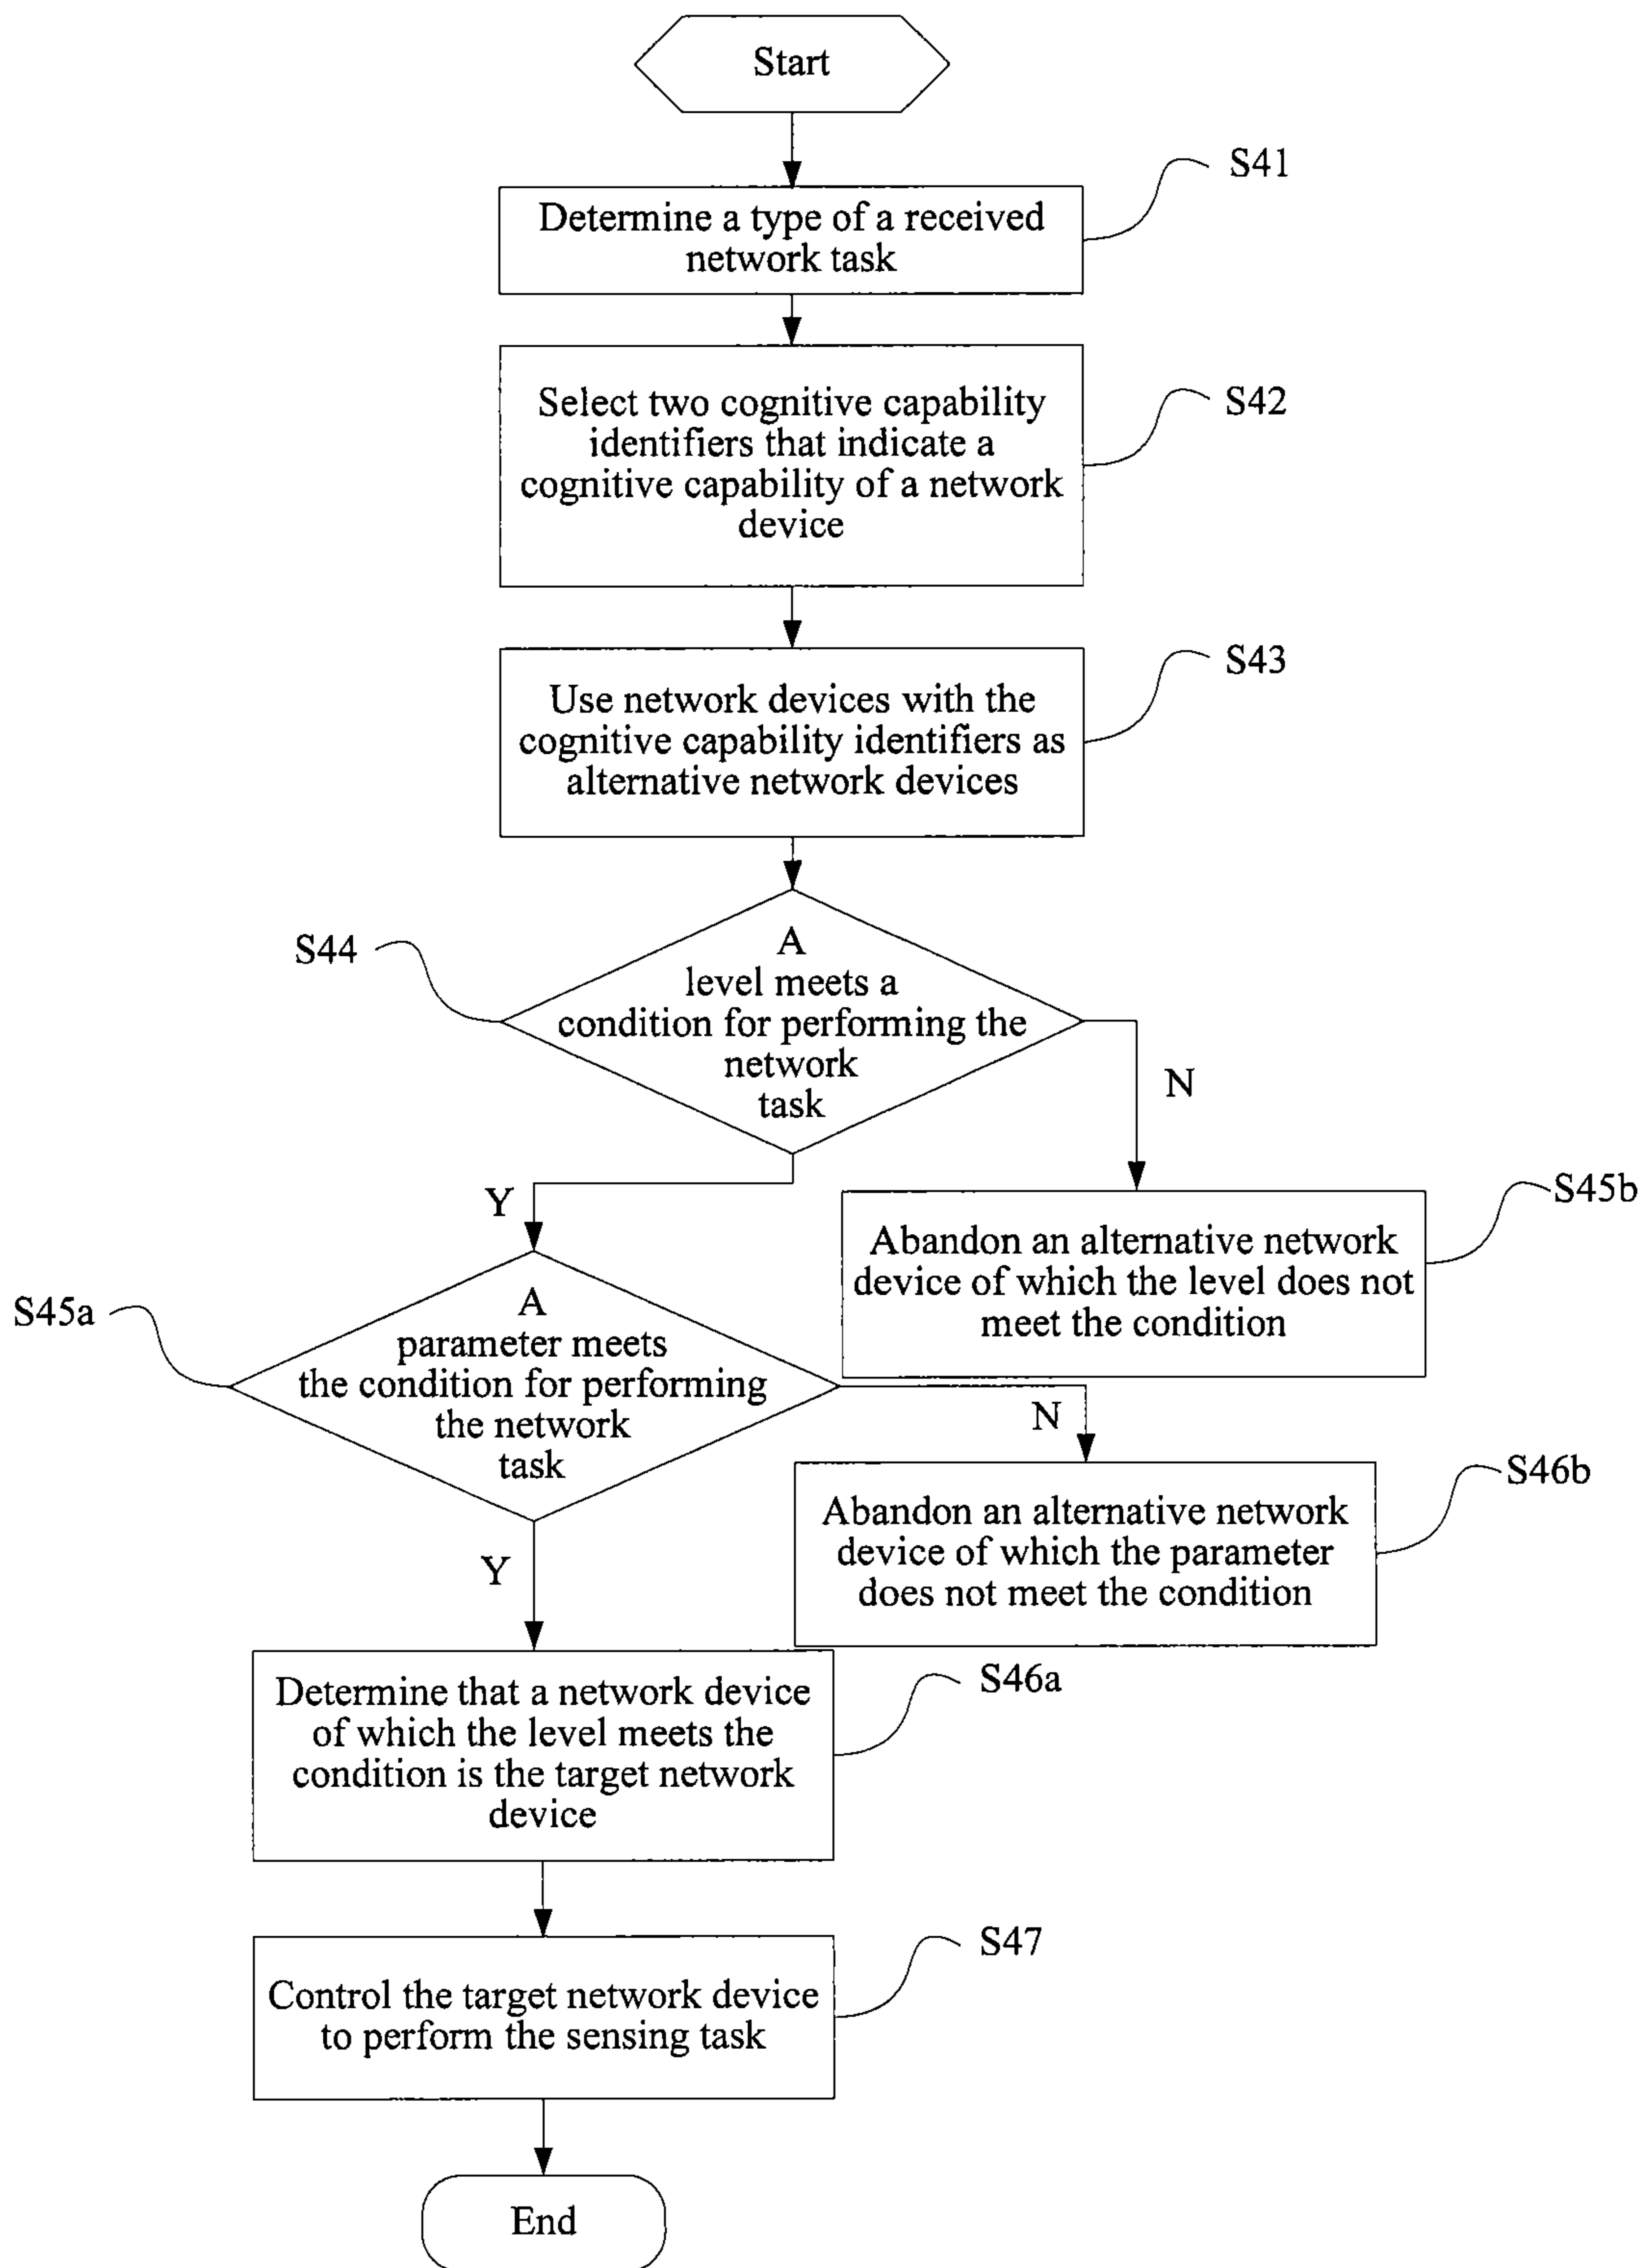 Start
S41
Determine a type of a received
network task
S42
Select two cognitive capability
identifiers that indicate a
cognitive capability of a network
device
S43
Use network devices with the
cognitive capability identifiers as
alternative network devices
S44
A
level meets a
condition for performing the
network
task
N
Y
S45b
Abandon an alternative network
device of which the level does not
meet the condition
S45a
A
parameter meets
the condition for performing
the network
task
N
Y
S46b
Abandon an alternative network
device of which the parameter
does not meet the condition
S46a
Determine that a network device
of which the level meets the
condition is the target network
device
S47
Control the target network device
to perform the sensing task
End